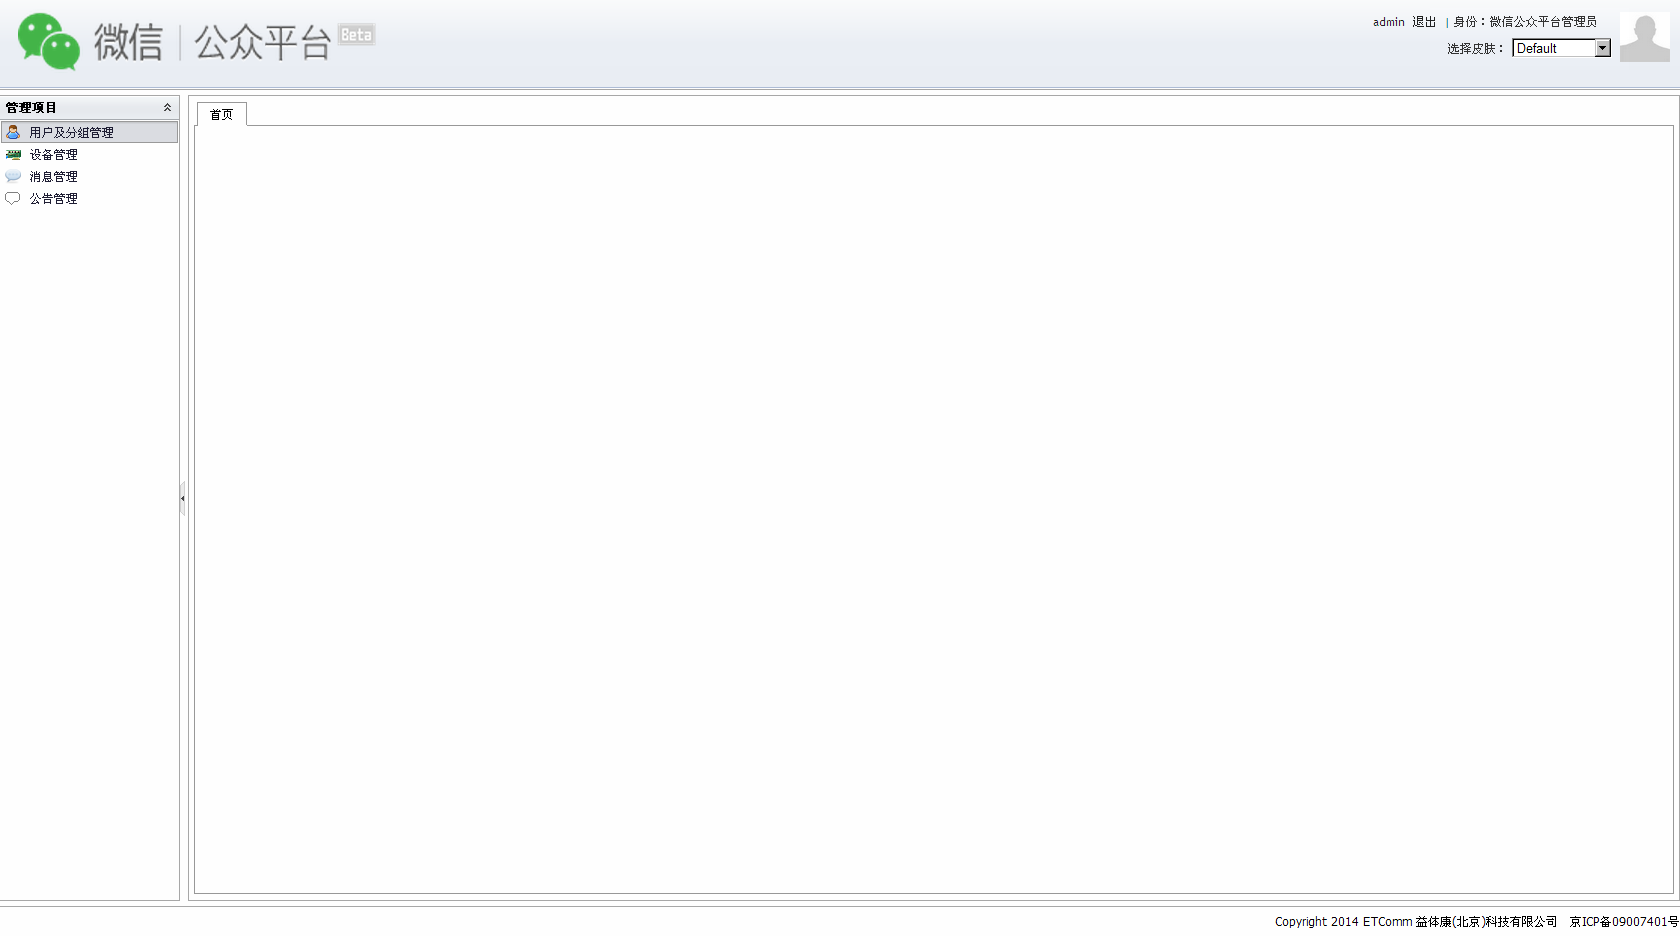 微信 | 公众平台 Beta
admin 退出 | 身份：微信公众平台管理员
选择皮肤： Default
管理项目
用户及分组管理
设备管理
消息管理
公告管理
首页
Copyright 2014 ETComm 益体康(北京)科技有限公司 京ICP备09007401号